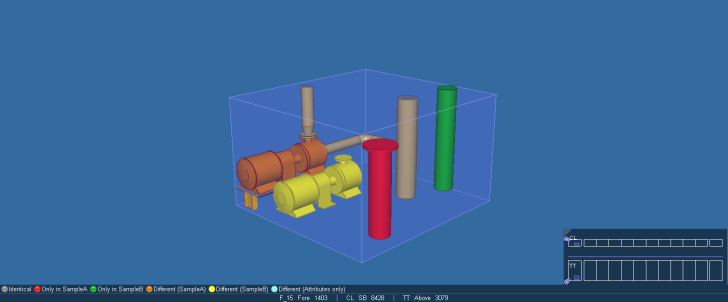 CL
TT
Identical Only in SampleA Only in SampleB Different (SampleA) Different (SampleB) Different (Attributes only)
F_15 Fore 1403 | CL SB 8428 | TT Above 3079